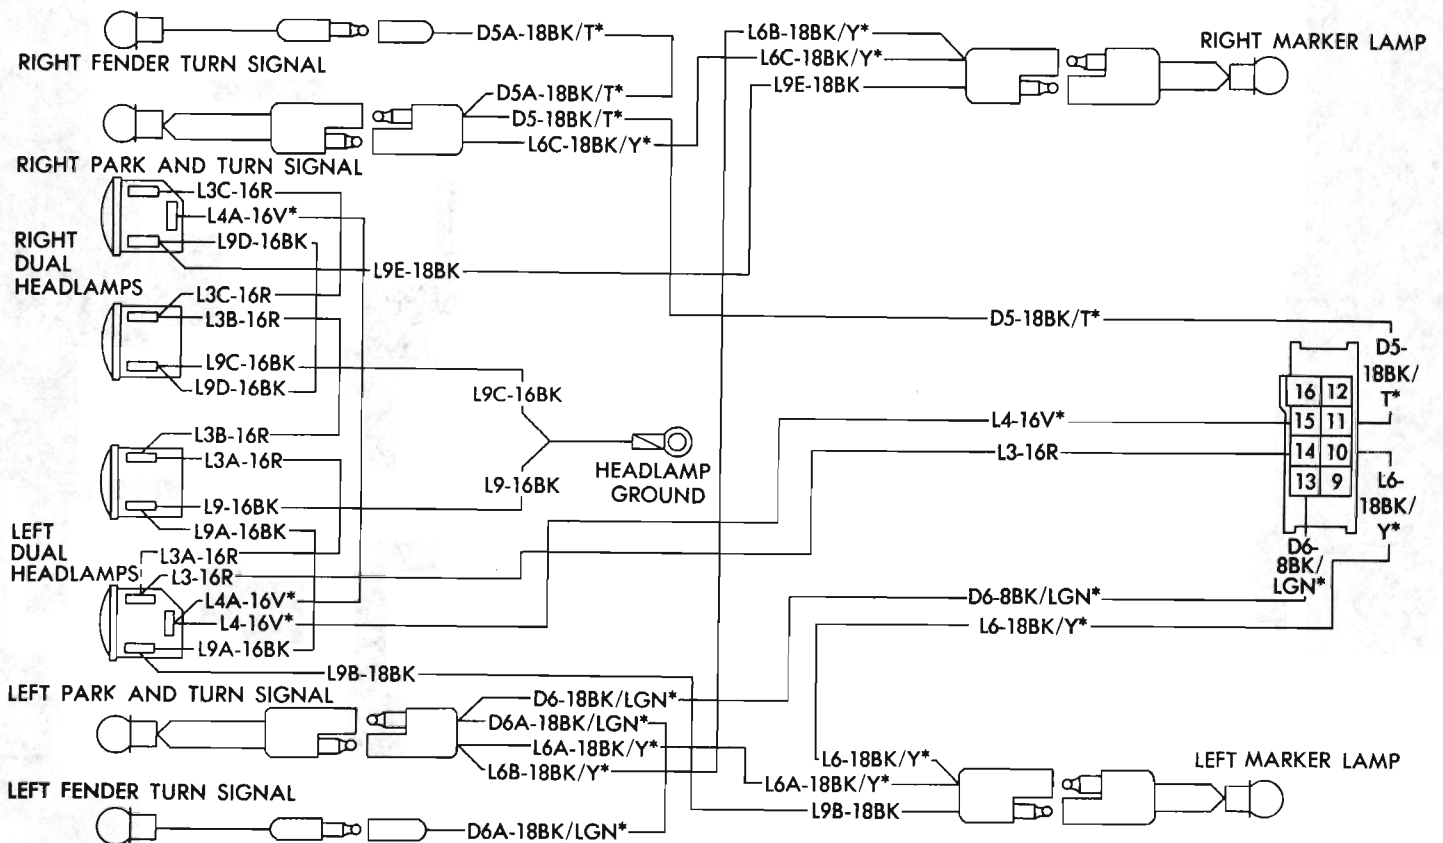 D5A-18BK/T*
RIGHT FENDER TURN SIGNAL
D5A-18BK/T*
D5-18BK/T*
L6C-18BK/Y*
RIGHT PARK AND TURN SIGNAL
L6B-18BK/Y*
L6C-18BK/Y*
L9E-18BK
RIGHT MARKER LAMP
L3C-16R
L4A-16V*
L9D-16BK
RIGHT
DUAL
HEADLAMPS
L9E-18BK
L3C-16R
L3B-16R
L9C-16BK
L9D-16BK
D5-18BK/T*
D5-
18BK/
T*
L9C-16BK
HEADLAMP
GROUND
L9-16BK
L4-16V*
L3-16R
16 12
15 11
14 10
13 9
L6-
18BK/
Y*
D6-
8BK/
LGN*
L3B-16R
L3A-16R
L9-16BK
L9A-16BK
LEFT
DUAL
HEADLAMPS
L3A-16R
L3-16R
L4A-16V*
L4-16V*
L9A-16BK
L9B-18BK
D6-8BK/LGN*
L6-18BK/Y*
LEFT PARK AND TURN SIGNAL
D6-18BK/LGN*
D6A-18BK/LGN*
L6A-18BK/Y*
L6B-18BK/Y*
LEFT FENDER TURN SIGNAL
D6A-18BK/LGN*
L6-18BK/Y*
L6A-18BK/Y*
L9B-18BK
LEFT MARKER LAMP